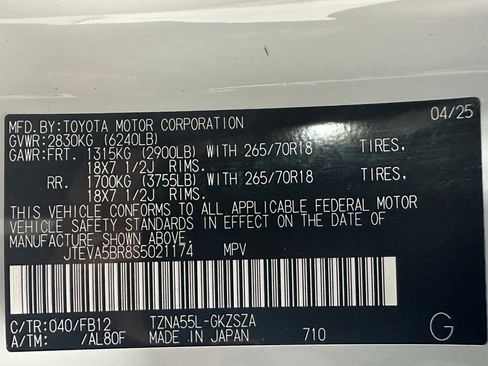 MFD.BY:TOYOTA MOTOR CORPORATION 04/25
GVWR:2830KG (6240LB)
GAWR:FRT. 1315KG (2900LB) WITH 265/70R18 TIRES.
18X7 1/2J RIMS.
RR. 1700KG (3755LB) WITH 265/70R18 TIRES.
18X7 1/2J RIMS.
THIS VEHICLE CONFORMS TO ALL APPLICABLE FEDERAL MOTOR
VEHICLE SAFETY STANDARDS IN EFFECT ON THE DATE OF
MANUFACTURE SHOWN ABOVE.
JTEVA5BR8S5021174 MPV
C/TR:040/FB12 TZNA55L-GKZSZA
A/TM: /AL80F MADE IN JAPAN 710 G